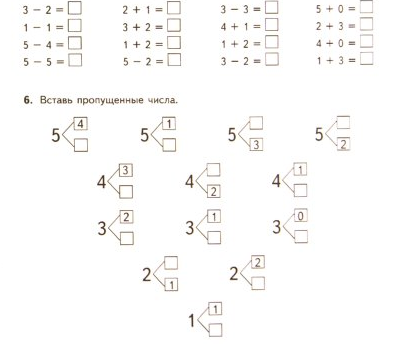 3 − 2 = 2 + 1 = 3 − 3 = 5 + 0 =
1 − 1 = 3 + 2 = 4 + 1 = 2 + 3 =
5 − 4 = 1 + 2 = 1 + 2 = 4 + 0 =
5 − 5 = 5 − 2 = 3 − 2 = 1 + 3 =
6. Вставь пропущенные числа.
4 1
5 5 5 5
3 2
3 1
4 4 4
2
2 1 0
3 3 3
2
2 2
1
1
1